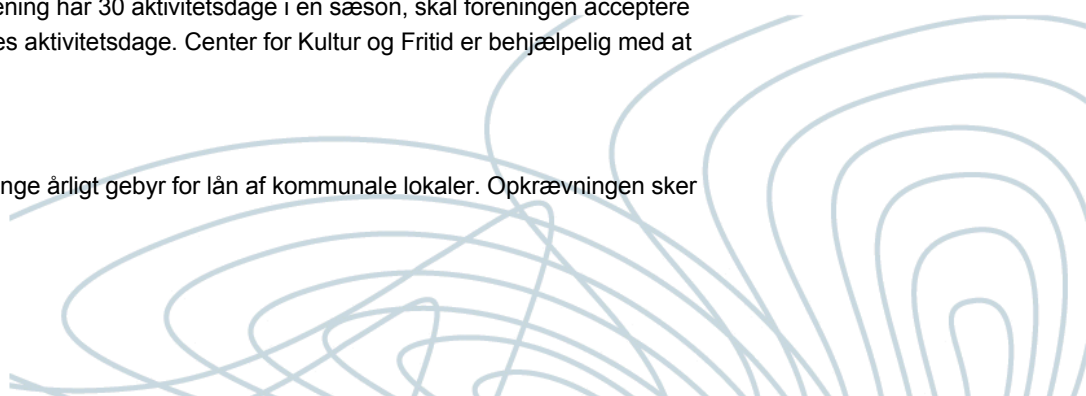 ening har 30 aktivitetsdage i en sæson, skal foreningen acceptere
es aktivitetsdage. Center for Kultur og Fritid er behjælpelig med at
nge årligt gebyr for lån af kommunale lokaler. Opkrævningen sker